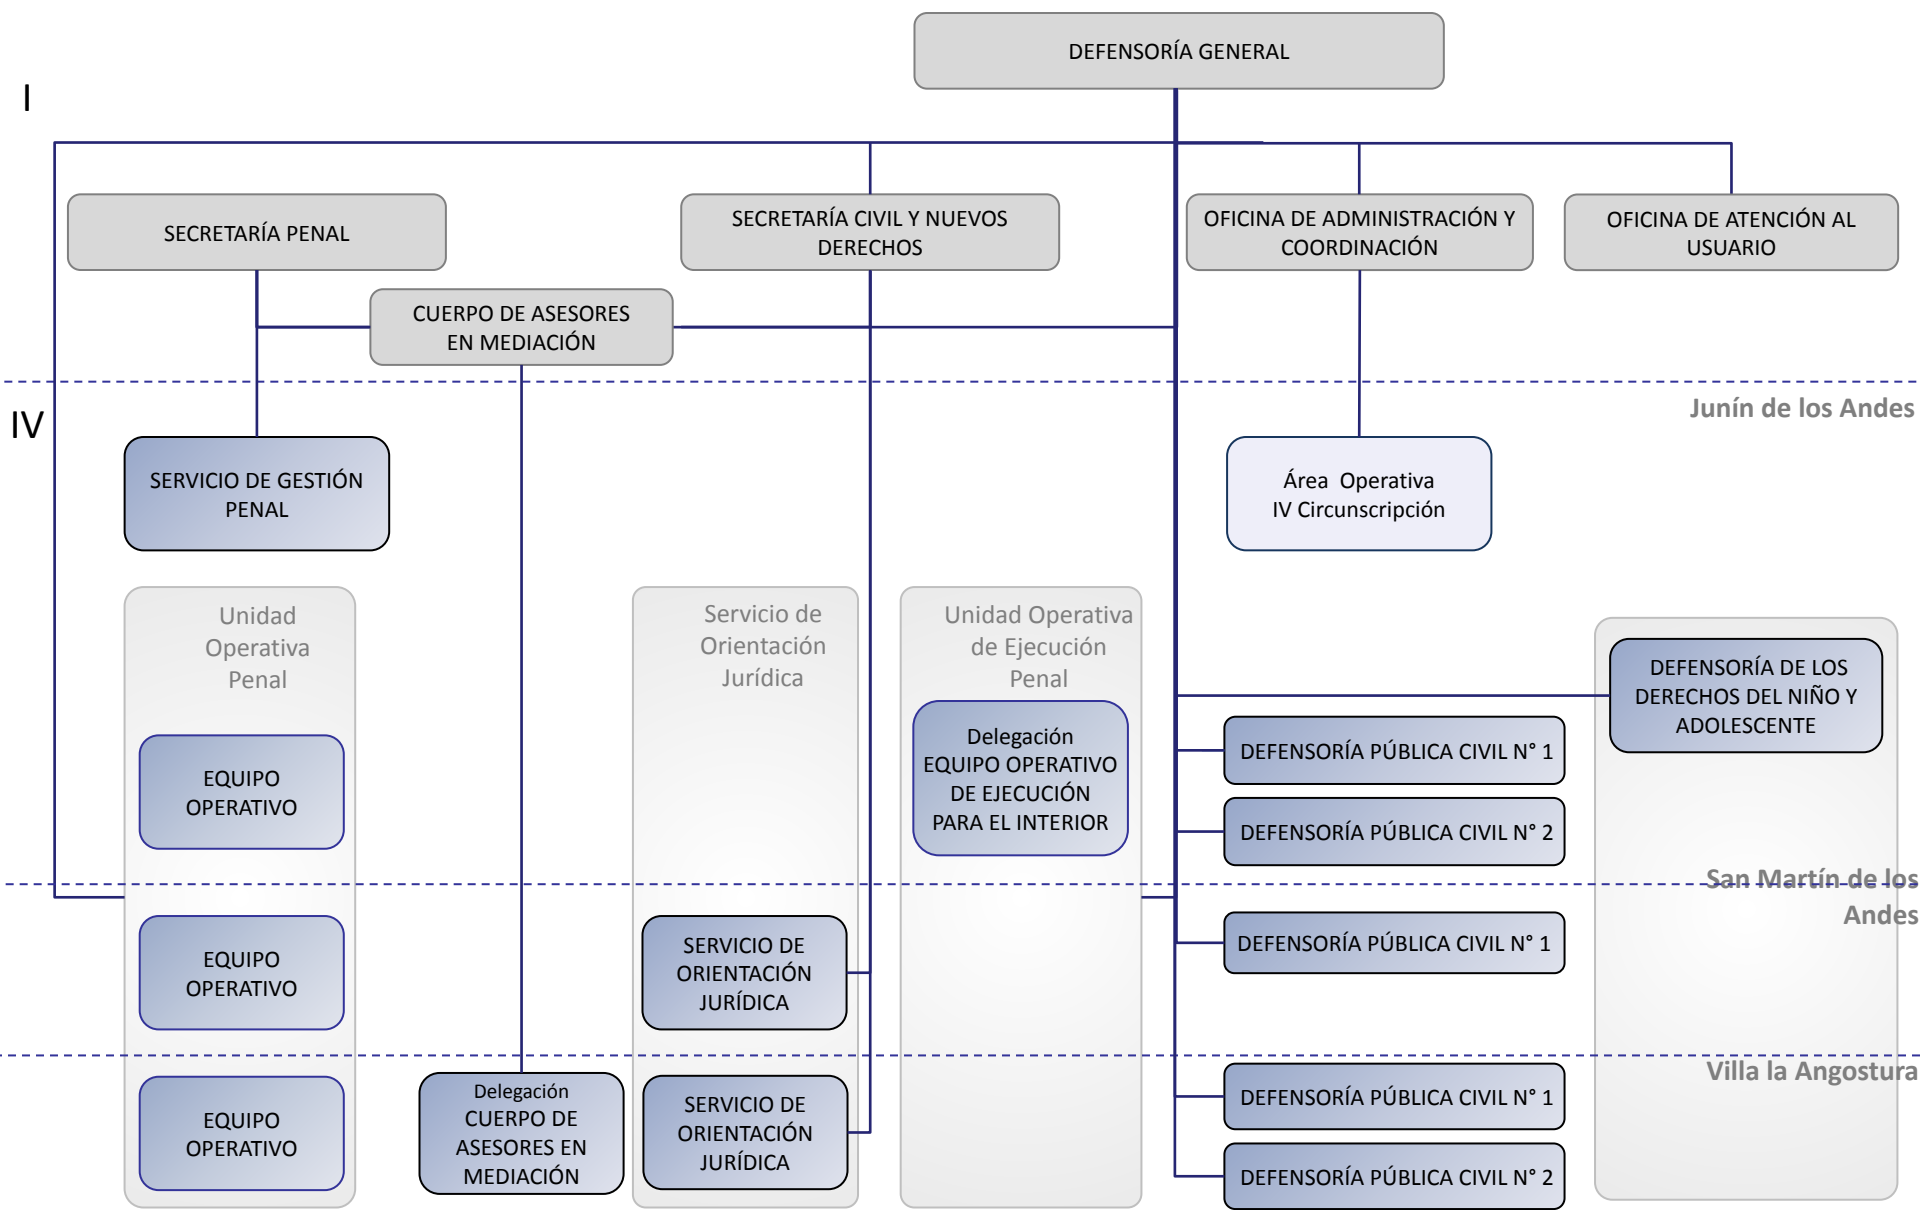 DEFENSORÍA GENERAL
I
SECRETARÍA PENAL
SECRETARÍA CIVIL Y NUEVOS
DERECHOS
OFICINA DE ADMINISTRACIÓN Y
COORDINACIÓN
OFICINA DE ATENCIÓN AL
USUARIO
CUERPO DE ASESORES
EN MEDIACIÓN
IV
Junín de los Andes
SERVICIO DE GESTIÓN
PENAL
Área Operativa
IV Circunscripción
Unidad
Operativa
Penal
Servicio de
Orientación
Jurídica
Unidad Operativa
de Ejecución
Penal
DEFENSORÍA DE LOS
DERECHOS DEL NIÑO Y
ADOLESCENTE
EQUIPO
OPERATIVO
Delegación
EQUIPO OPERATIVO
DE EJECUCIÓN
PARA EL INTERIOR
DEFENSORÍA PÚBLICA CIVIL N° 1
DEFENSORÍA PÚBLICA CIVIL N° 2
San Martín de los
Andes
EQUIPO
OPERATIVO
SERVICIO DE
ORIENTACIÓN
JURÍDICA
DEFENSORÍA PÚBLICA CIVIL N° 1
Villa la Angostura
EQUIPO
OPERATIVO
Delegación
CUERPO DE
ASESORES EN
MEDIACIÓN
SERVICIO DE
ORIENTACIÓN
JURÍDICA
DEFENSORÍA PÚBLICA CIVIL N° 1
DEFENSORÍA PÚBLICA CIVIL N° 2